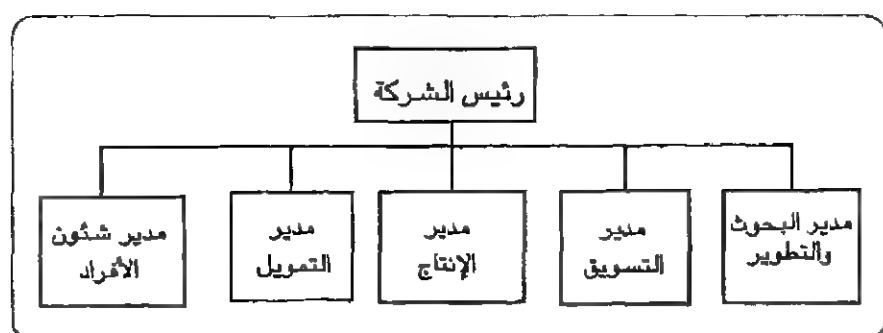 رئيس الشركة
مدير البحوث
والتطوير
مدير
التسويق
مدير
الإنتاج
مدير
التمويل
مدير شئون
الأفراد